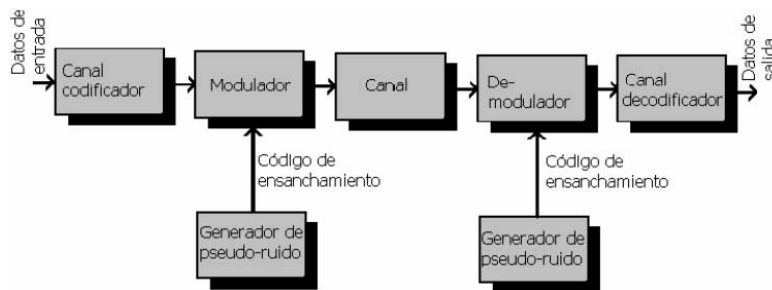 Datos de
entrada
Canal
codificador
Modulador
Canal
De-
modulador
Canal
decodificador
Datos de
salida
Código de
ensanchamiento
Código de
ensanchamiento
Generador de
pseudo-ruido
Generador de
pseudo-ruido